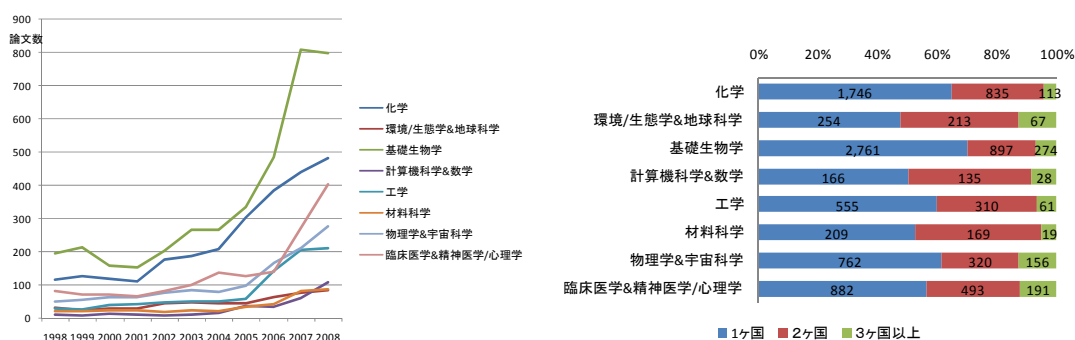 900
論文数
800
700
600
500
400
300
200
100
0
1998 1999 2000 2001 2002 2003 2004 2005 2006 2007 2008
化学
環境/生態学&地球科学
基礎生物学
計算機科学&数学
工学
材料科学
物理学&宇宙科学
臨床医学&精神医学/心理学
0% 20% 40% 60% 80% 100%
化学 1,746 835 113
環境/生態学&地球科学 254 213 67
基礎生物学 2,761 897 274
計算機科学&数学 166 135 28
工学 555 310 61
材料科学 209 169 19
物理学&宇宙科学 762 320 156
臨床医学&精神医学/心理学 882 493 191
1ヶ国 2ヶ国 3ヶ国以上